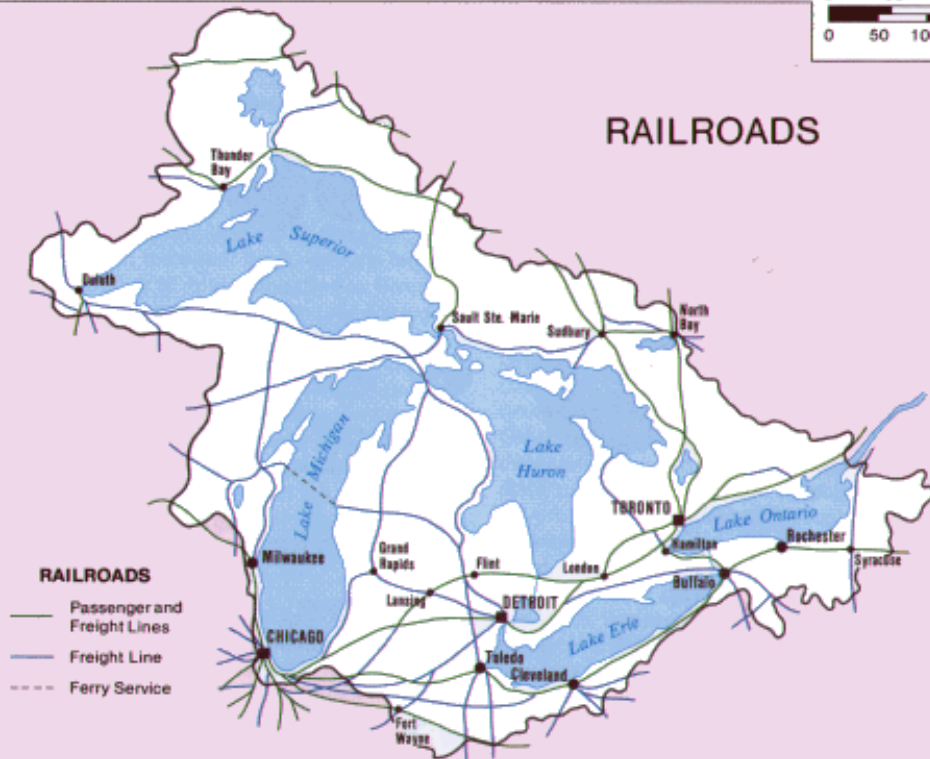 0 50
RAILROADS
Thunder
Bay
Lake Superior
Duluth
Sault Ste. Marie
Sudbury
North
Bay
Lake
Michigan
Lake
Huron
TORONTO
Lake Ontario
Hamilton
Rochester
Syracuse
Milwaukee
Grand
Rapids
Flint
London
Buffalo
Lansing
DETROIT
Lake Erie
CHICAGO
Toledo
Cleveland
Fort
Wayne
RAILROADS
Passenger and
Freight Lines
Freight Line
Ferry Service